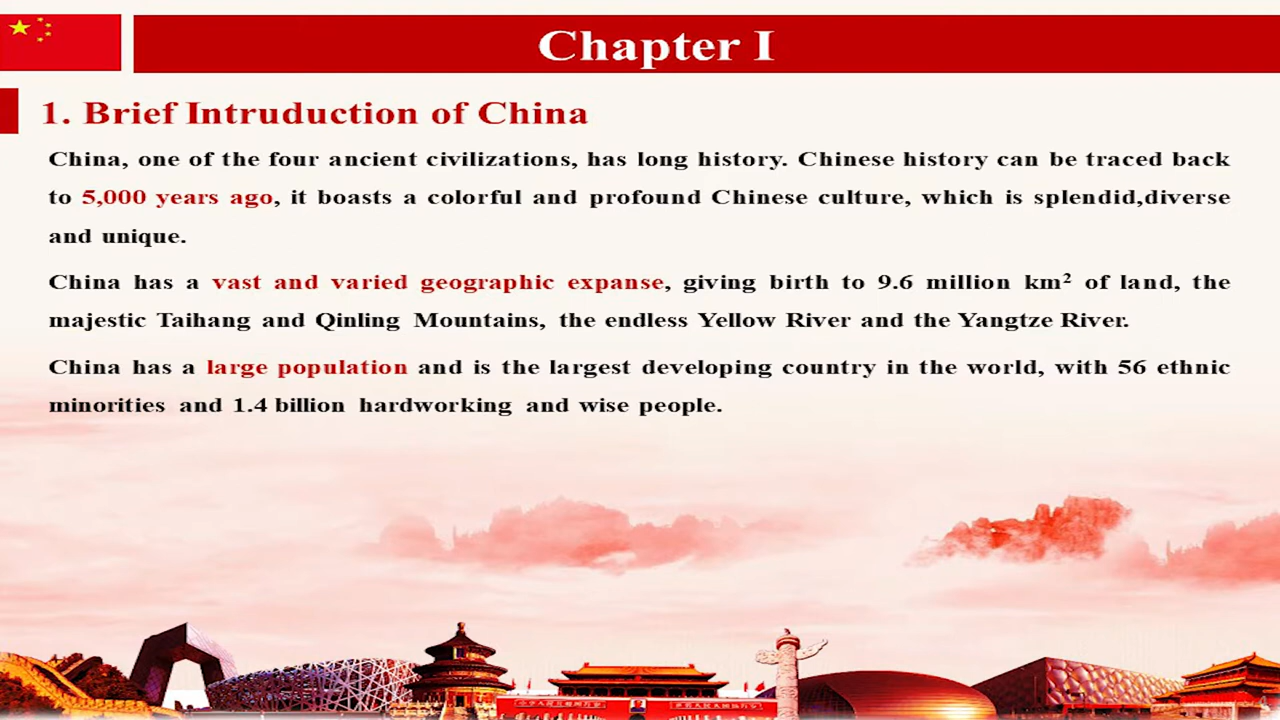 Chapter I
1. Brief Intruduction of China
China, one of the four ancient civilizations, has long history. Chinese history can be traced back
to 5,000 years ago, it boasts a colorful and profound Chinese culture, which is splendid,diverse
and unique.
China has a vast and varied geographic expanse, giving birth to 9.6 million km² of land, the
majestic Taihang and Qinling Mountains, the endless Yellow River and the Yangtze River.
China has a large population and is the largest developing country in the world, with 56 ethnic
minorities and 1.4 billion hardworking and wise people.